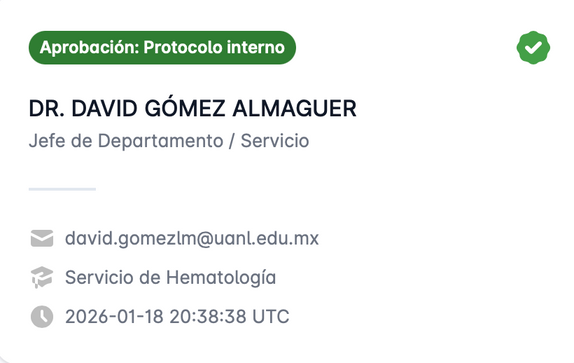 Aprobación: Protocolo interno
DR. DAVID GÓMEZ ALMAGUER
Jefe de Departamento / Servicio
david.gomezlm@uanl.edu.mx
Servicio de Hematología
2026-01-18 20:38:38 UTC